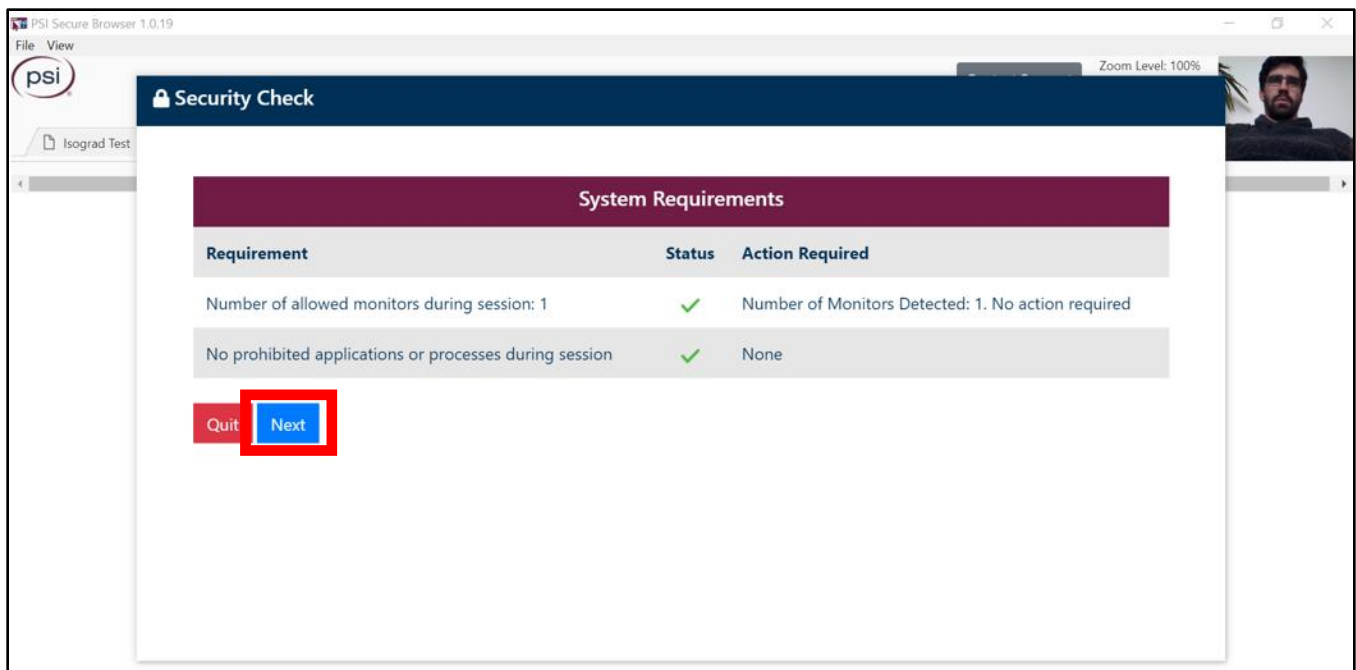 PSI Secure Browser 1.0.19
File View
psi
Zoom Level: 100%
Security Check
Isograd Test
System Requirements
Requirement Status Action Required
Number of allowed monitors during session: 1 Number of Monitors Detected: 1. No action required
No prohibited applications or processes during session None
Quit Next